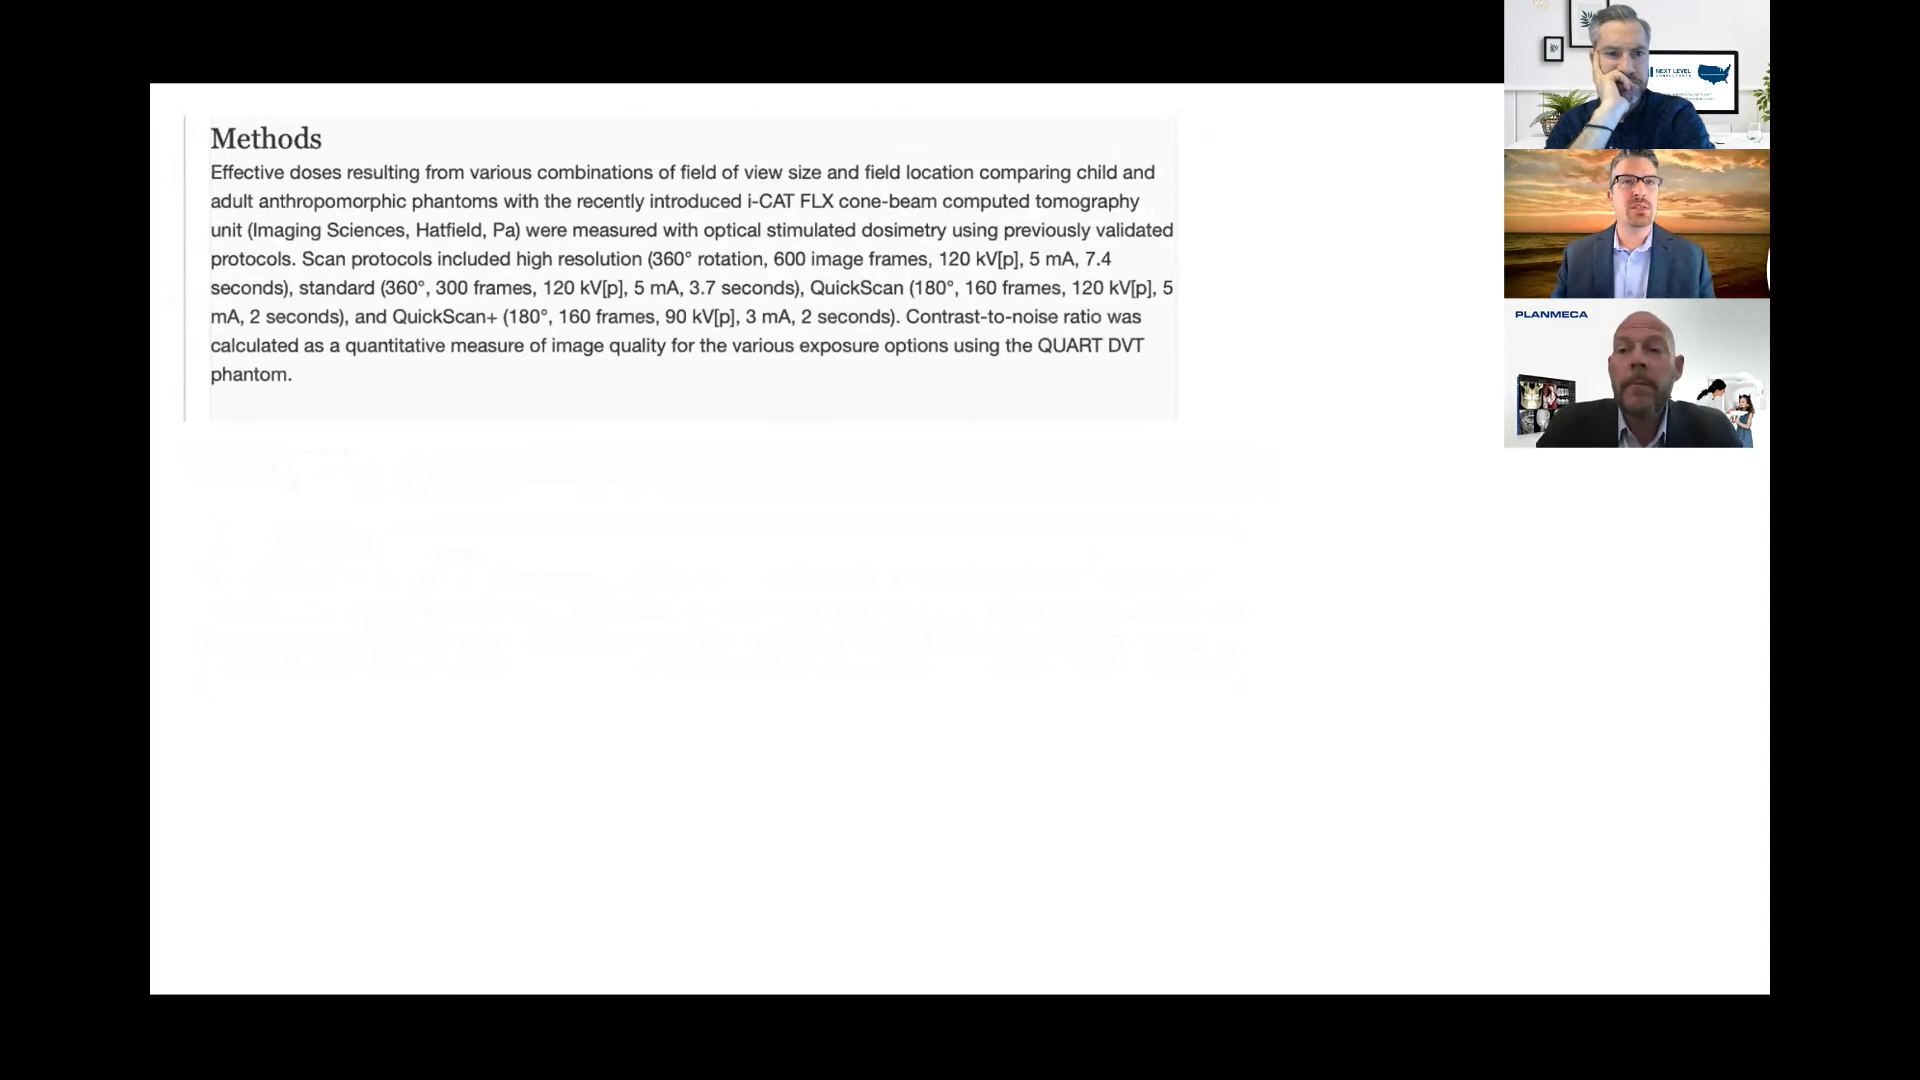 Methods
Effective doses resulting from various combinations of field of view size and field location comparing child and
adult anthropomorphic phantoms with the recently introduced i-CAT FLX cone-beam computed tomography
unit (Imaging Sciences, Hatfield, Pa) were measured with optical stimulated dosimetry using previously validated
protocols. Scan protocols included high resolution (360° rotation, 600 image frames, 120 kV[p], 5 mA, 7.4
seconds), standard (360°, 300 frames, 120 kV[p], 5 mA, 3.7 seconds), QuickScan (180°, 160 frames, 120 kV[p], 5
mA, 2 seconds), and QuickScan+ (180°, 160 frames, 90 kV[p], 3 mA, 2 seconds). Contrast-to-noise ratio was
calculated as a quantitative measure of image quality for the various exposure options using the QUART DVT
phantom.
NEXT LEVEL
CONSULTANTS
PLANMECA